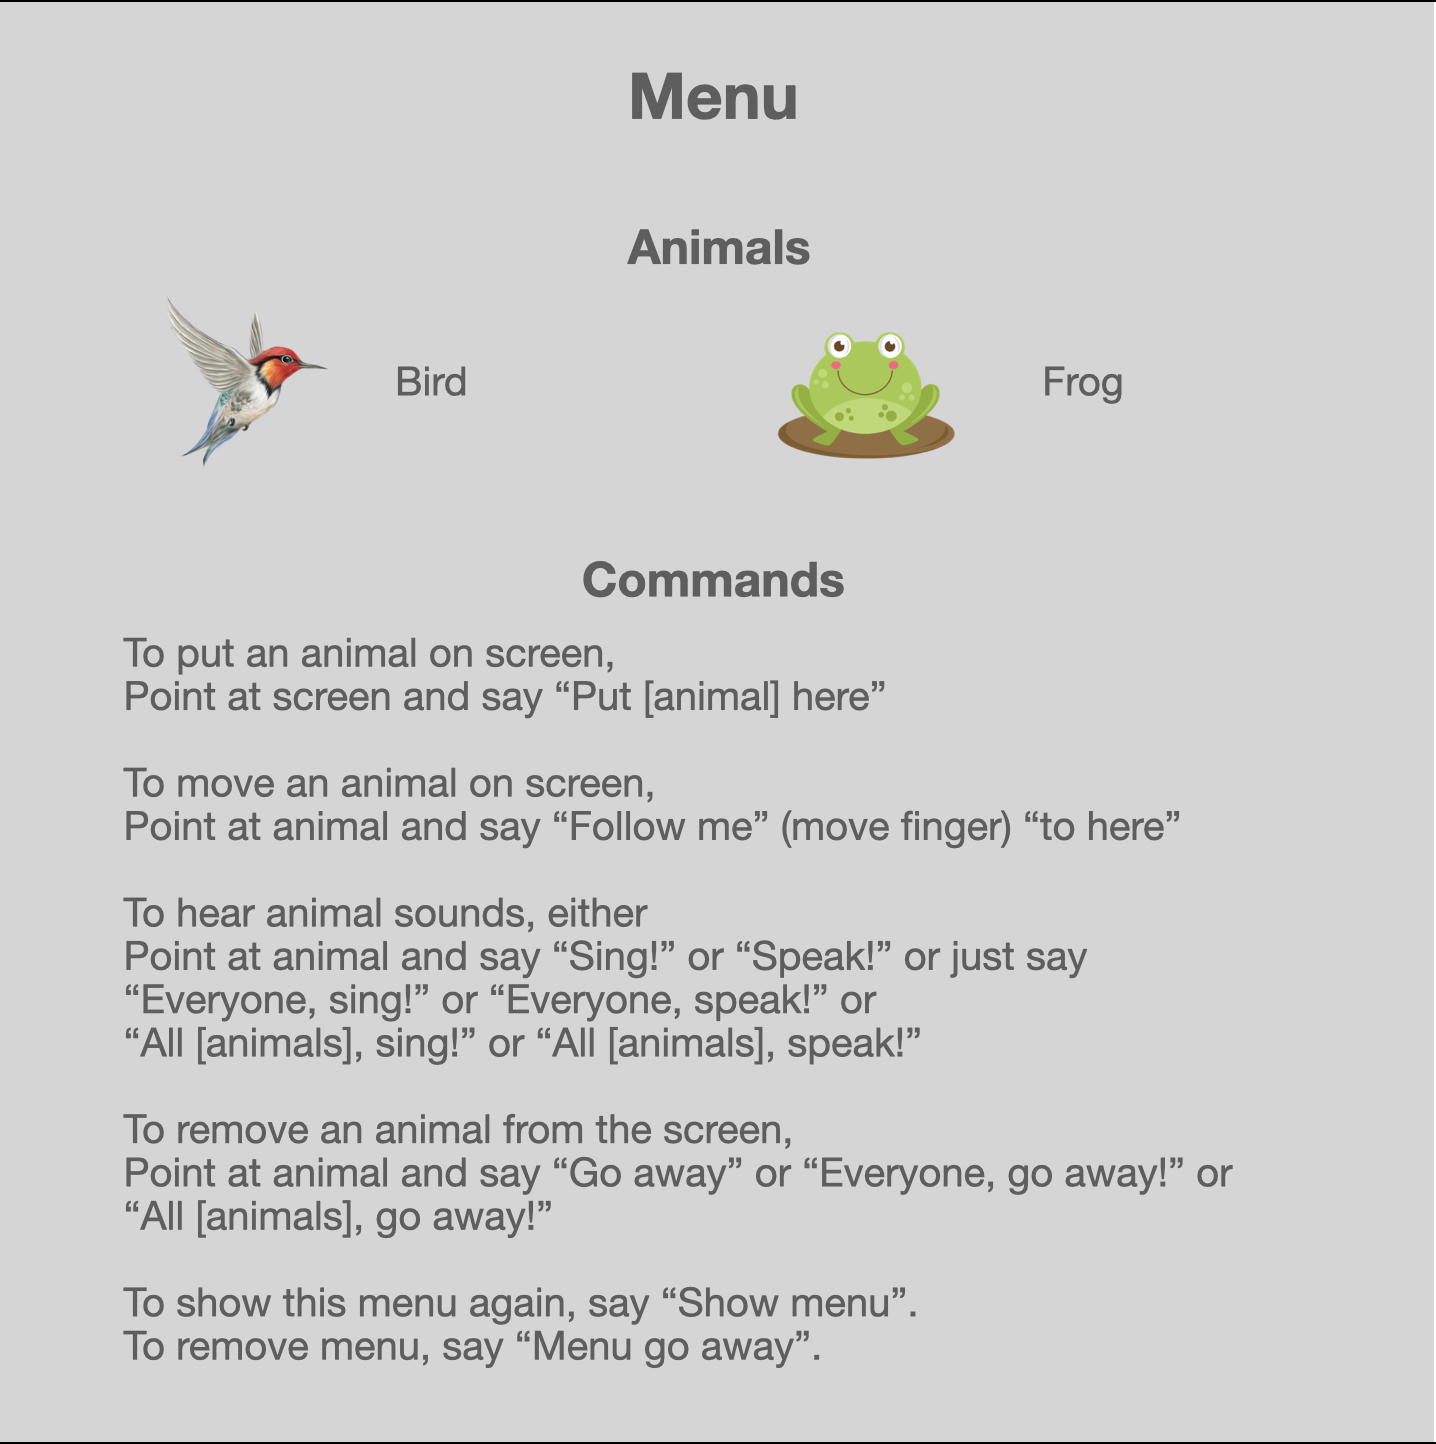 Menu
Animals
Bird
Frog
Commands
To put an animal on screen,
Point at screen and say “Put [animal] here”
To move an animal on screen,
Point at animal and say “Follow me” (move finger) “to here”
To hear animal sounds, either
Point at animal and say “Sing!” or “Speak!” or just say
“Everyone, sing!” or “Everyone, speak!” or
“All [animals], sing!” or “All [animals], speak!”
To remove an animal from the screen,
Point at animal and say “Go away” or “Everyone, go away!” or
“All [animals], go away!”
To show this menu again, say “Show menu”.
To remove menu, say “Menu go away”.